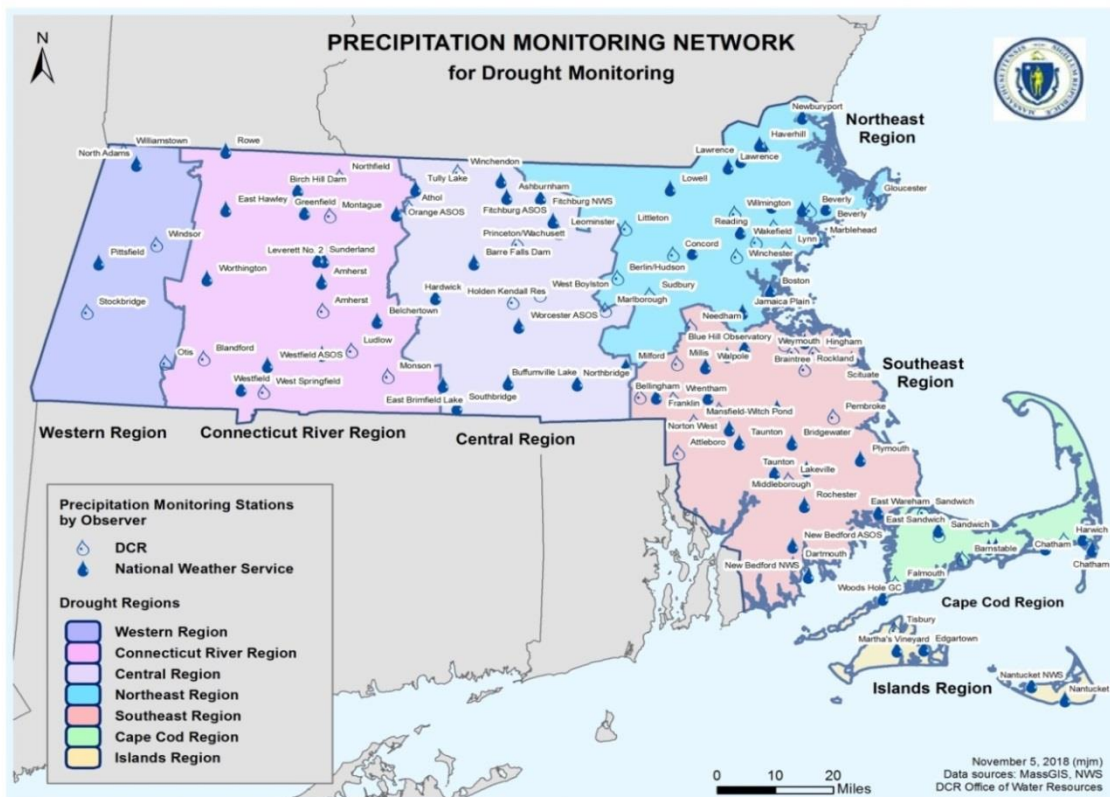 PRECIPITATION MONITORING NETWORK
for Drought Monitoring
N
Northeast
Region
Newburyport
Haverhill
Lawrence
Lawrence
Lowell
Gloucester
Wilmington
Beverly
Beverly
Reading
Wakefield
Marblehead
Lynn
Littleton
Concord
Winchester
Berlin/Hudson
Sudbury
Boston
Marlborough
Jamaica Plain
Williamstown
North Adams
Windsor
Pittsfield
Stockbridge
Rowe
Northfield
Birch Hill Dam
East Hawley
Greenfield
Montague
Orange ASOS
Leverett No. 2
Sunderland
Worthington
Amherst
Amherst
Belchertown
Otis
Blandford
Westfield ASOS
Ludlow
Monson
Westfield
West Springfield
Winchendon
Tully Lake
Athol
Ashburnham
Fitchburg ASOS
Fitchburg NWS
Leominster
Princeton/Wachusett
Barre Falls Dam
Hardwick
Holden Kendall Res
West Boylston
Worcester ASOS
Buffumville Lake
Northbridge
East Brimfield Lake
Southbridge
Needham
Blue Hill Observatory
Weymouth
Hingham
Milford
Millis
Walpole
Braintree
Rockland
Scituate
Southeast
Region
Bellingham
Wrentham
Franklin
Mansfield-Witch Pond
Pembroke
Norton West
Attleboro
Taunton
Bridgewater
Plymouth
Taunton
Lakeville
Middleborough
Rochester
East Wareham
Sandwich
East Sandwich
Sandwich
New Bedford ASOS
Dartmouth
New Bedford NWS
Harwich
Chatham
Barnstable
Chatham
Falmouth
Woods Hole GC
Cape Cod Region
Tisbury
Martha's Vineyard
Edgartown
Nantucket NWS
Nantucket
Islands Region
Western Region
Connecticut River Region
Central Region
Precipitation Monitoring Stations
by Observer
DCR
National Weather Service
Drought Regions
Western Region
Connecticut River Region
Central Region
Northeast Region
Southeast Region
Cape Cod Region
Islands Region
0 10 20
Miles
November 5, 2018 (mjm)
Data sources: MassGIS, NWS
DCR Office of Water Resources